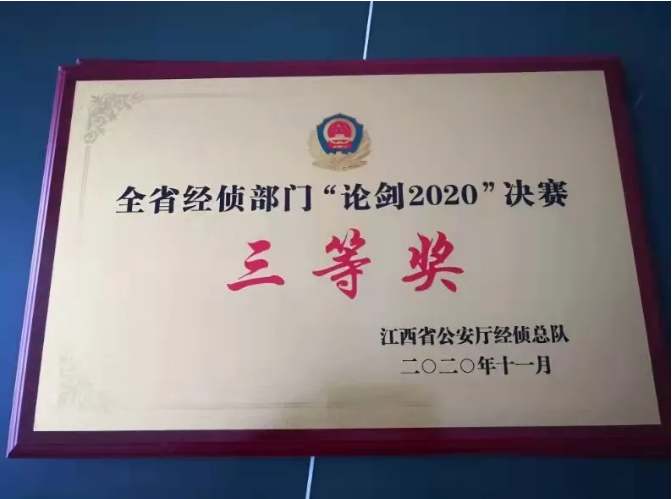 全省经侦部门“论剑2020”决赛
三等奖
江西省公安厅经侦总队
二〇二〇年十一月